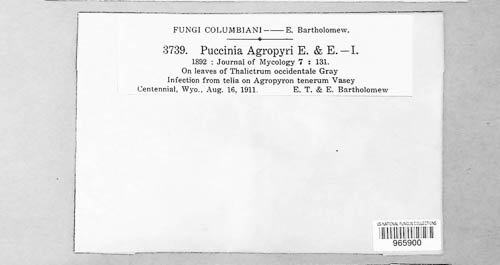 FUNGI COLUMBIANI — E. Bartholomew.
3739. Puccinia Agropyri E. & E. — I.
1892 : Journal of Mycology 7 : 131.
On leaves of Thalictrum occidentale Gray
Infection from telia on Agropyron tenerum Vasey
Centennial, Wyo., Aug. 16, 1911. E. T. & E. Bartholomew
US NATIONAL FUNGUS COLLECTIONS
965900